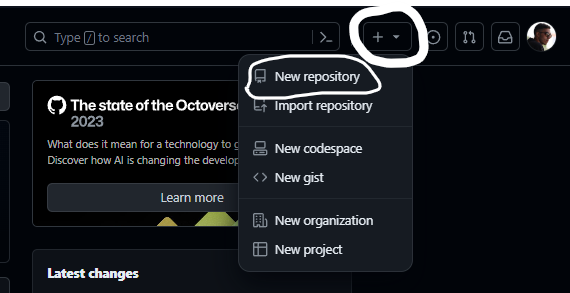 Type / to search
New repository
Import repository
New codespace
New gist
New organization
New project
The state of the Octoverse
2023
What does it mean for a technology to
Discover how AI is changing the
Learn more
Latest changes